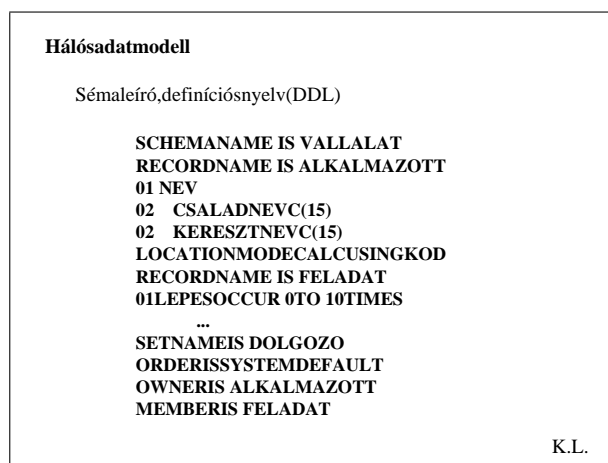 Hálósadatmodell
Sémaleíró,definíciósnyelv(DDL)
SCHEMANAME IS VALLALAT
RECORDNAME IS ALKALMAZOTT
01 NEV
02 CSALADNEVC(15)
02 KERESZTNEVC(15)
LOCATIONMODECALCUSINGKOD
RECORDNAME IS FELADAT
01LEPESOCCUR 0TO 10TIMES
...
SETNAMEIS DOLGOZO
ORDERISSYSTEMDEFAULT
OWNERIS ALKALMAZOTT
MEMBERIS FELADAT
K.L.